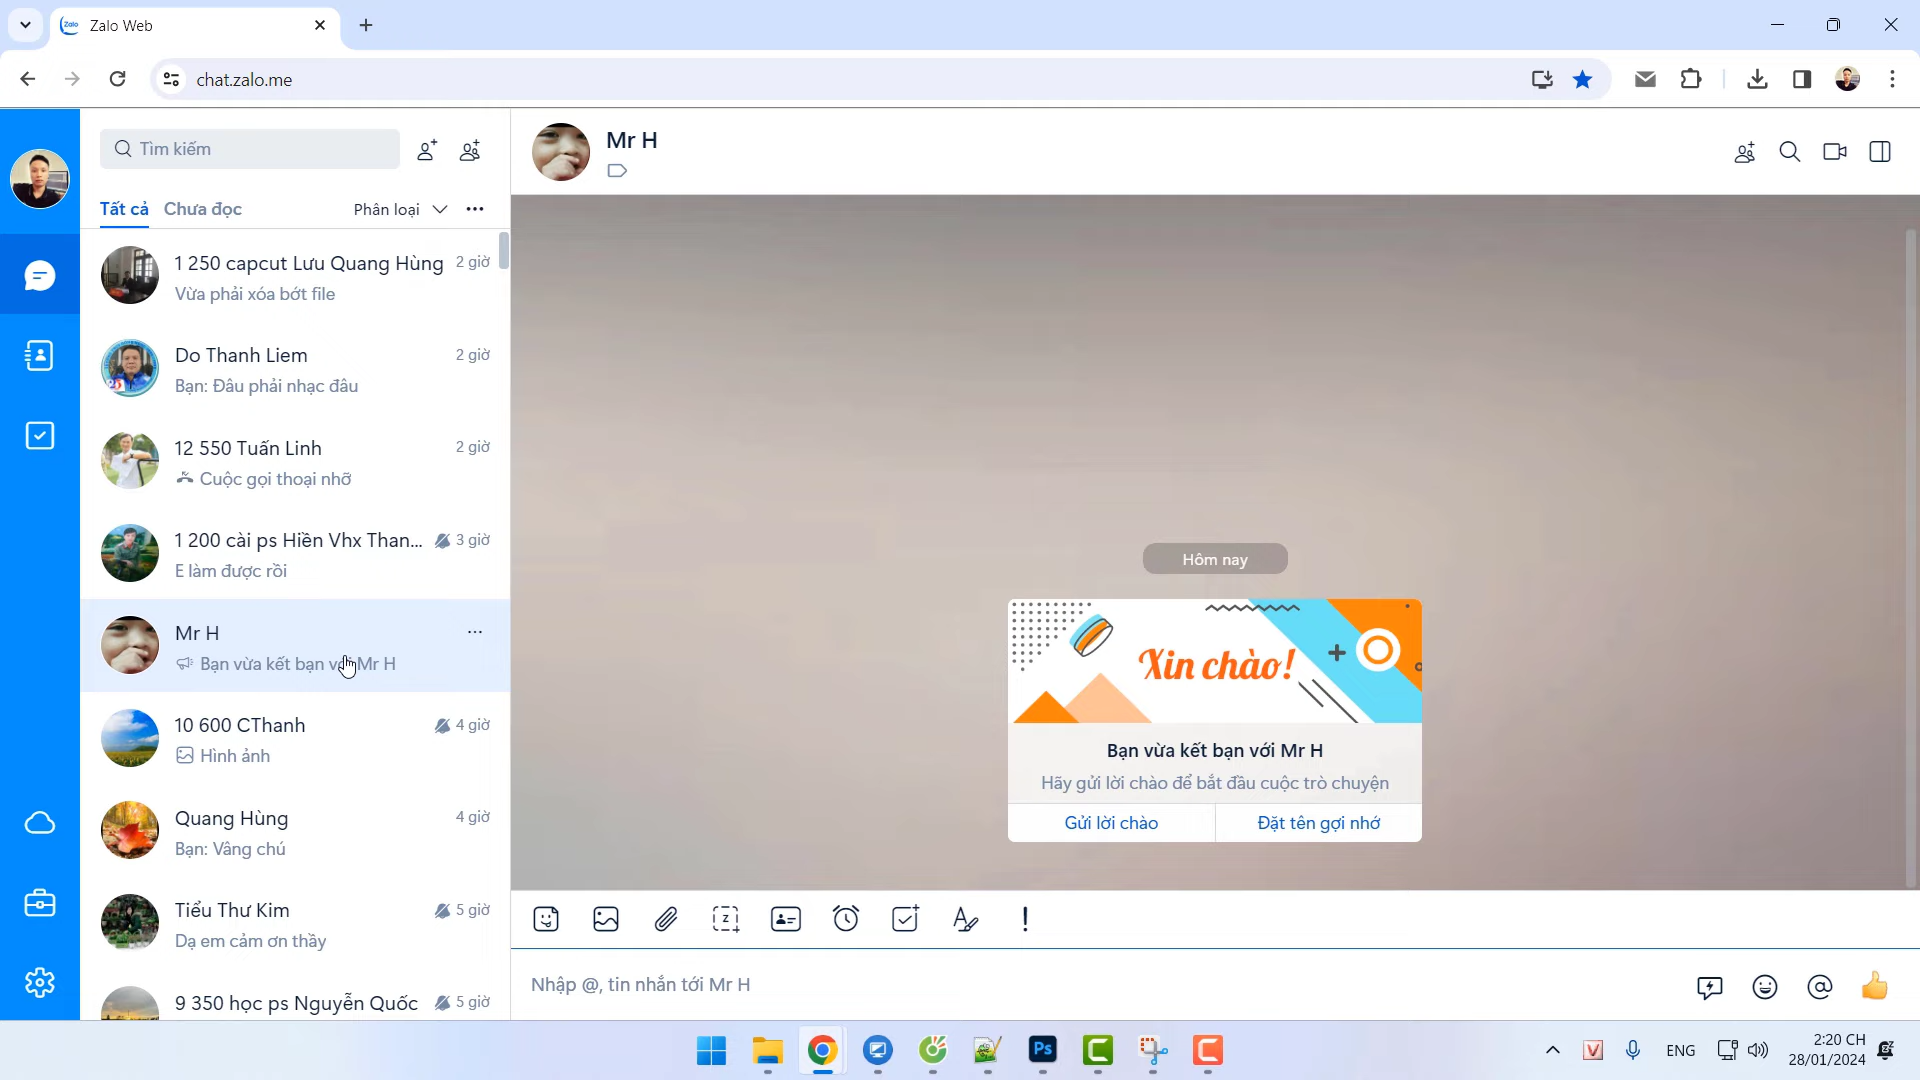 Zalo Web
chat.zalo.me
Tìm kiếm
Tất cả Chưa đọc Phân loại
1 250 capcut Lưu Quang Hùng 2 giờ
Vừa phải xóa bớt file
Do Thanh Liem 2 giờ
Bạn: Đâu phải nhạc đâu
12 550 Tuấn Linh 2 giờ
Cuộc gọi thoại nhỡ
1 200 cài ps Hiền Vhx Than... 3 giờ
E làm được rồi
Mr H
Bạn vừa kết bạn với Mr H
10 600 CThanh 4 giờ
Hình ảnh
Quang Hùng 4 giờ
Bạn: Vâng chú
Tiểu Thư Kim 5 giờ
Dạ em cảm ơn thầy
9 350 học ps Nguyễn Quốc 5 giờ
Mr H
Hôm nay
Xin chào!
Bạn vừa kết bạn với Mr H
Hãy gửi lời chào để bắt đầu cuộc trò chuyện
Gửi lời chào Đặt tên gợi nhớ
Nhập @, tin nhắn tới Mr H
Ps
V
ENG
2:20 CH
28/01/2024